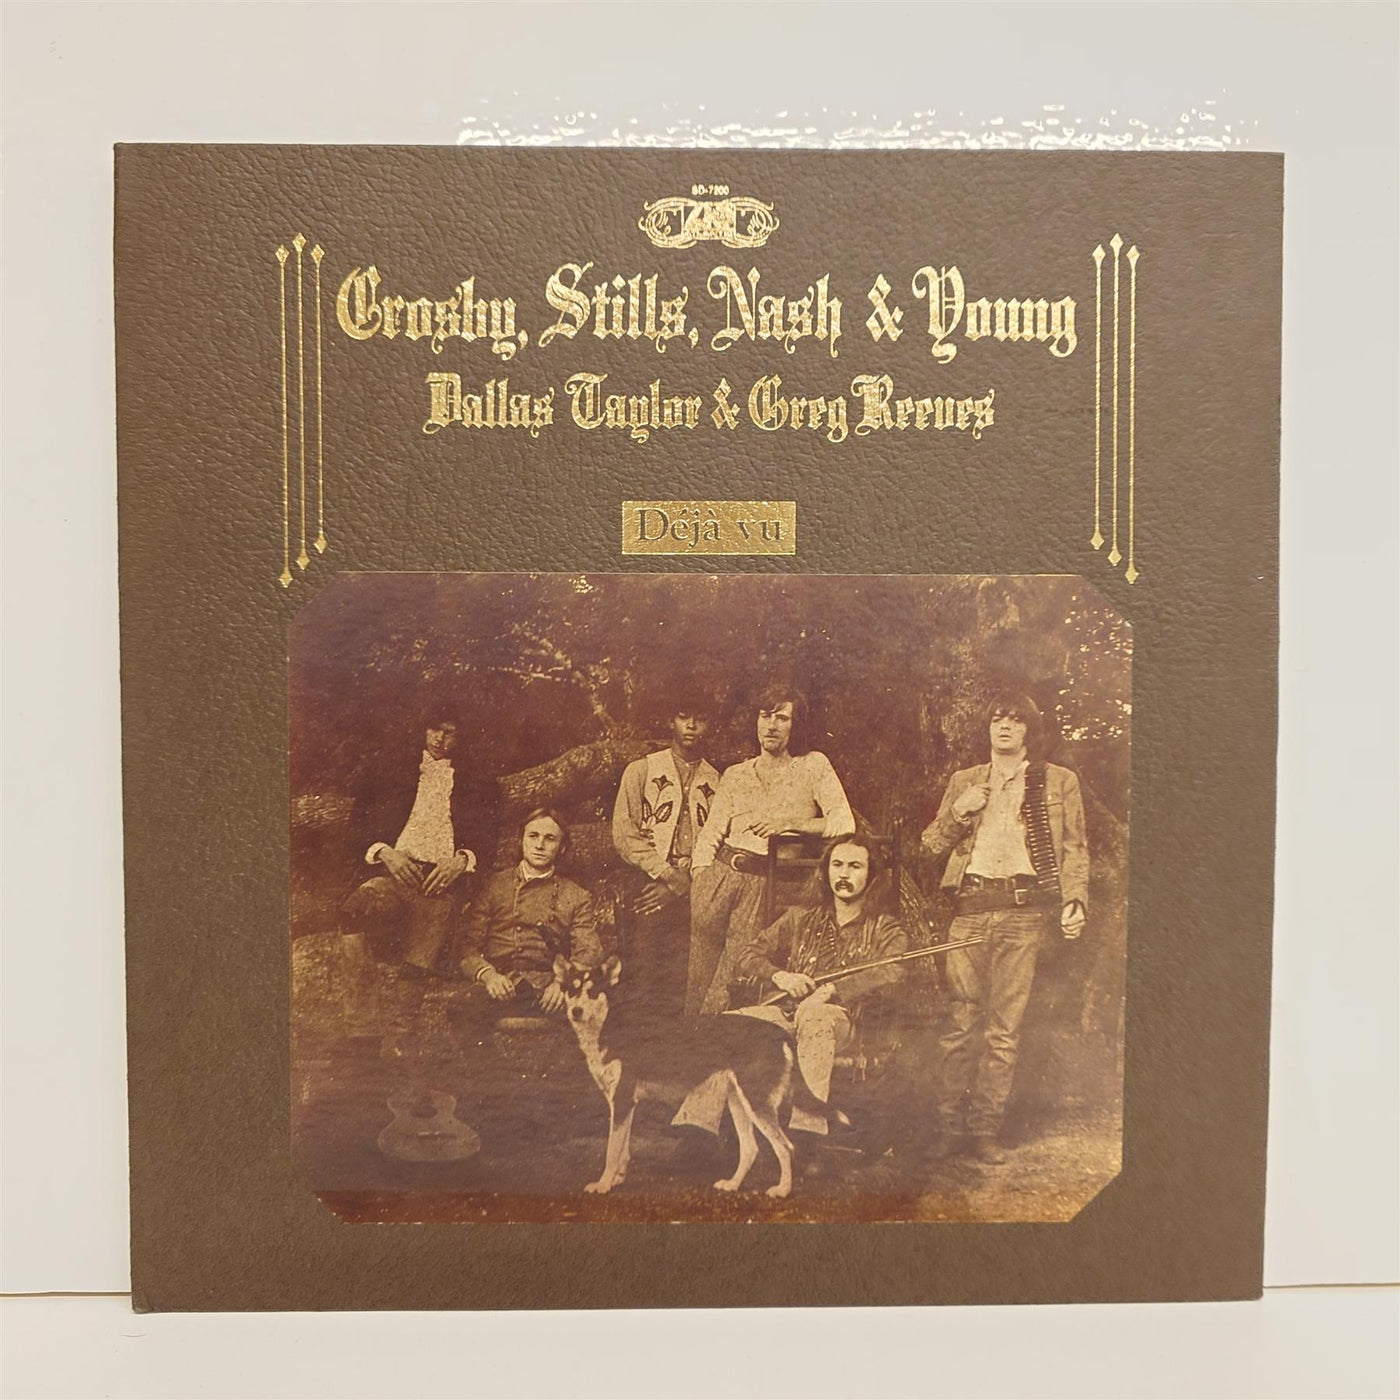 SD-7200
Crosby, Stills, Nash & Young
Dallas Taylor & Greg Reeves
Déjà vu